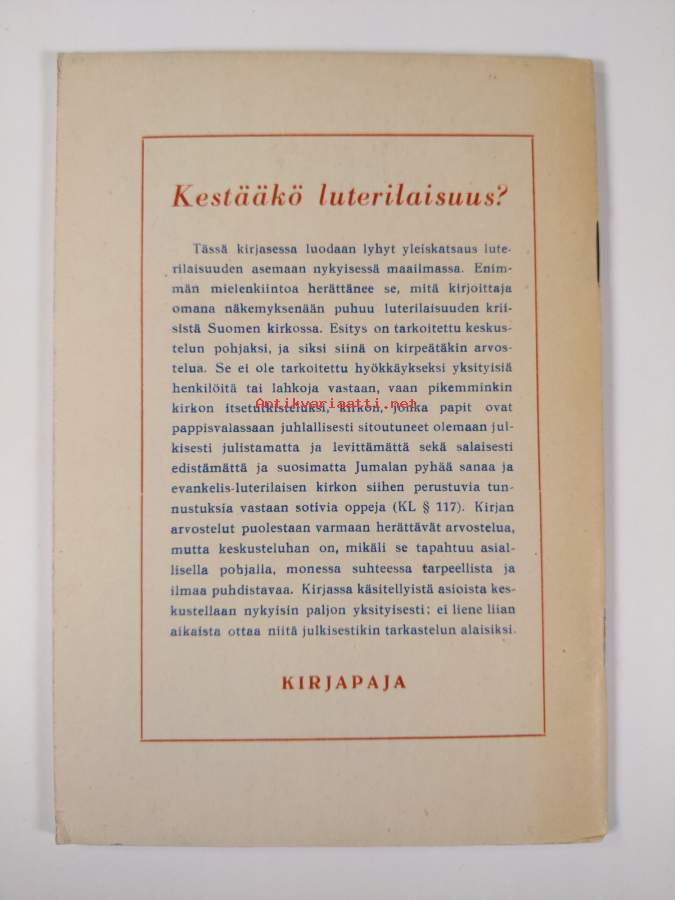 Kestääkö luterilaisuus?
Tässä kirjasessa luodaan lyhyt yleiskatsaus lute-
rilaisuuden asemaan nykyisessä maailmassa. Enim-
män mielenkiintoa herättänee se, mitä kirjoittaja
omana näkemyksenään puhuu luterilaisuuden krii-
sistä Suomen kirkossa. Esitys on tarkoitettu keskus-
telun pohjaksi, ja siksi siinä on kirpeätäkin arvos-
telua. Se ei ole tarkoitettu hyökkäykseksi yksityisiä
henkilöitä tai lahkoja vastaan, vaan pikemminkin
Antikvariaatti.net
kirkon itsetutkisteluksi, kirkon, jonka papit ovat
pappisvalassaan juhlallisesti sitoutuneet olemaan jul-
kisesti julistamatta ja levittämättä sekä salaisesti
edistämättä ja suosimatta Jumalan pyhää sanaa ja
evankelis-luterilaisen kirkon siihen perustuvia tun-
nustuksia vastaan sotivia oppeja (KL § 117). Kirjan
arvostelut puolestaan varmaan herättävät arvostelua,
mutta keskusteluhan on, mikäli se tapahtuu asial-
lisella pohjalla, monessa suhteessa tarpeellista ja
ilmaa puhdistavaa. Kirjassa käsitellyistä asioista kes-
kustellaan nykyisin paljon yksityisesti; ei liene liian
aikaista ottaa niitä julkisestikin tarkastelun alaisiksi.
KIRJAPAJA